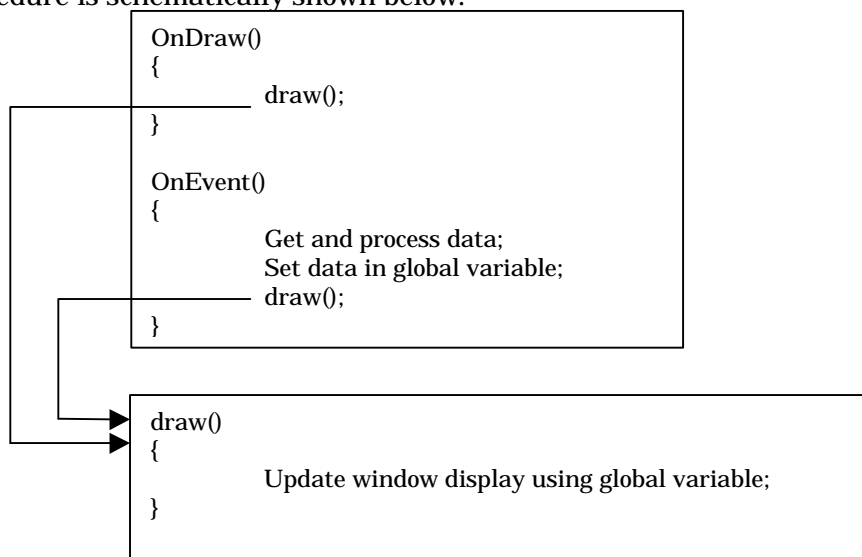 is schematically shown below:
OnDraw()
{
draw();
}
OnEvent()
{
Get and process data;
Set data in global variable;
draw();
}
draw()
{
Update window display using global variable;
}